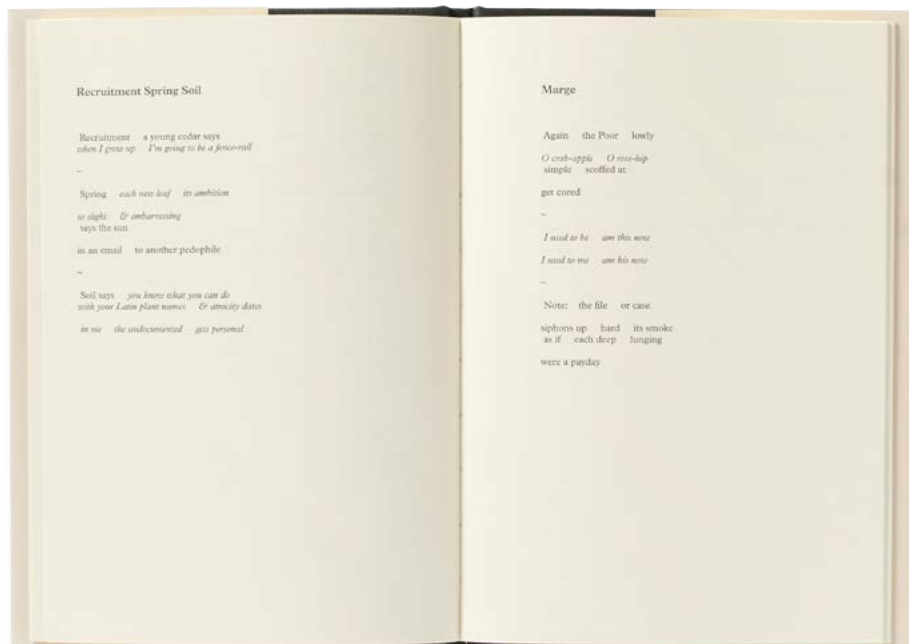 Recruitment Spring Soil
Recruitment a young cedar says
when I grow up I'm going to be a fence-rail
~
Spring each new leaf its ambition
so slight & embarrassing
says the sun
in an email to another pedophile
~
Soil says you know what you can do
with your Latin plant names & atrocity dates
in me the undocumented gets personal
Marge
Again the Poor lowly
O crab-apple O rose-hip
simple scoffed at
get cored
~
I used to be am this now
I used to me am his now
~
Note: the file or case
siphons up hard its smoke
as if each deep lunging
were a payday